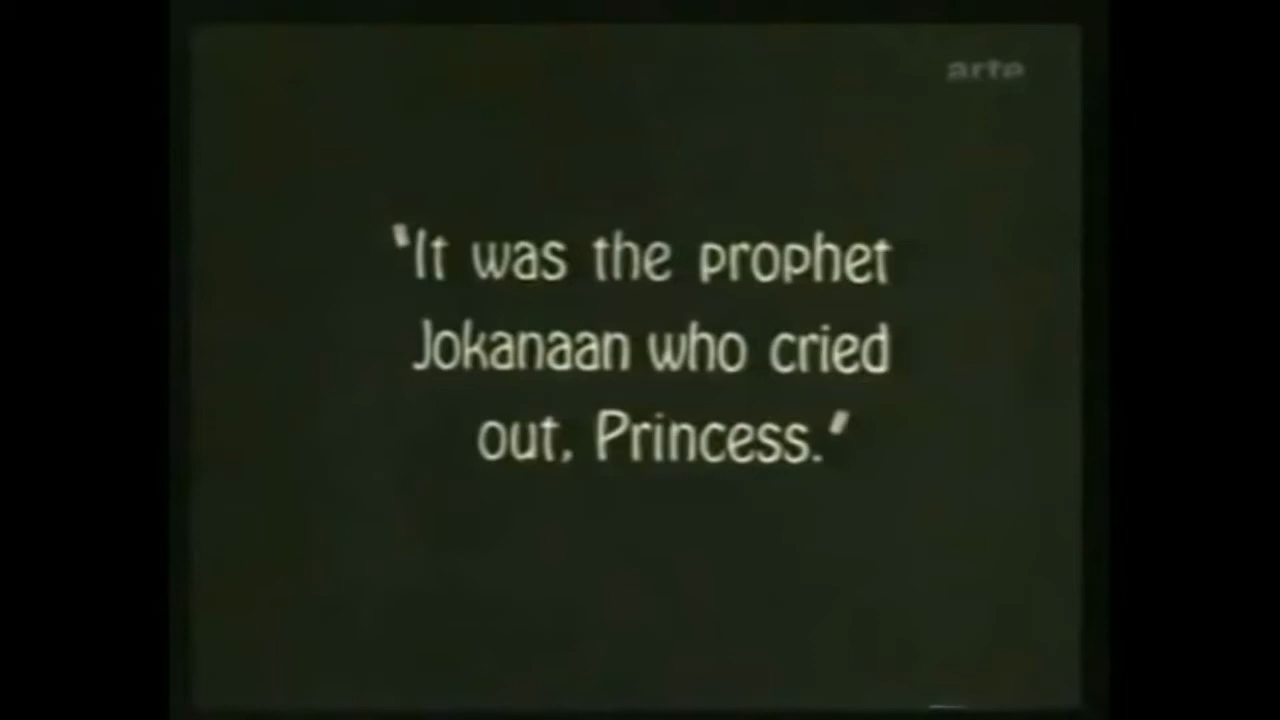 arte
"It was the prophet
Jokanaan who cried
out, Princess."